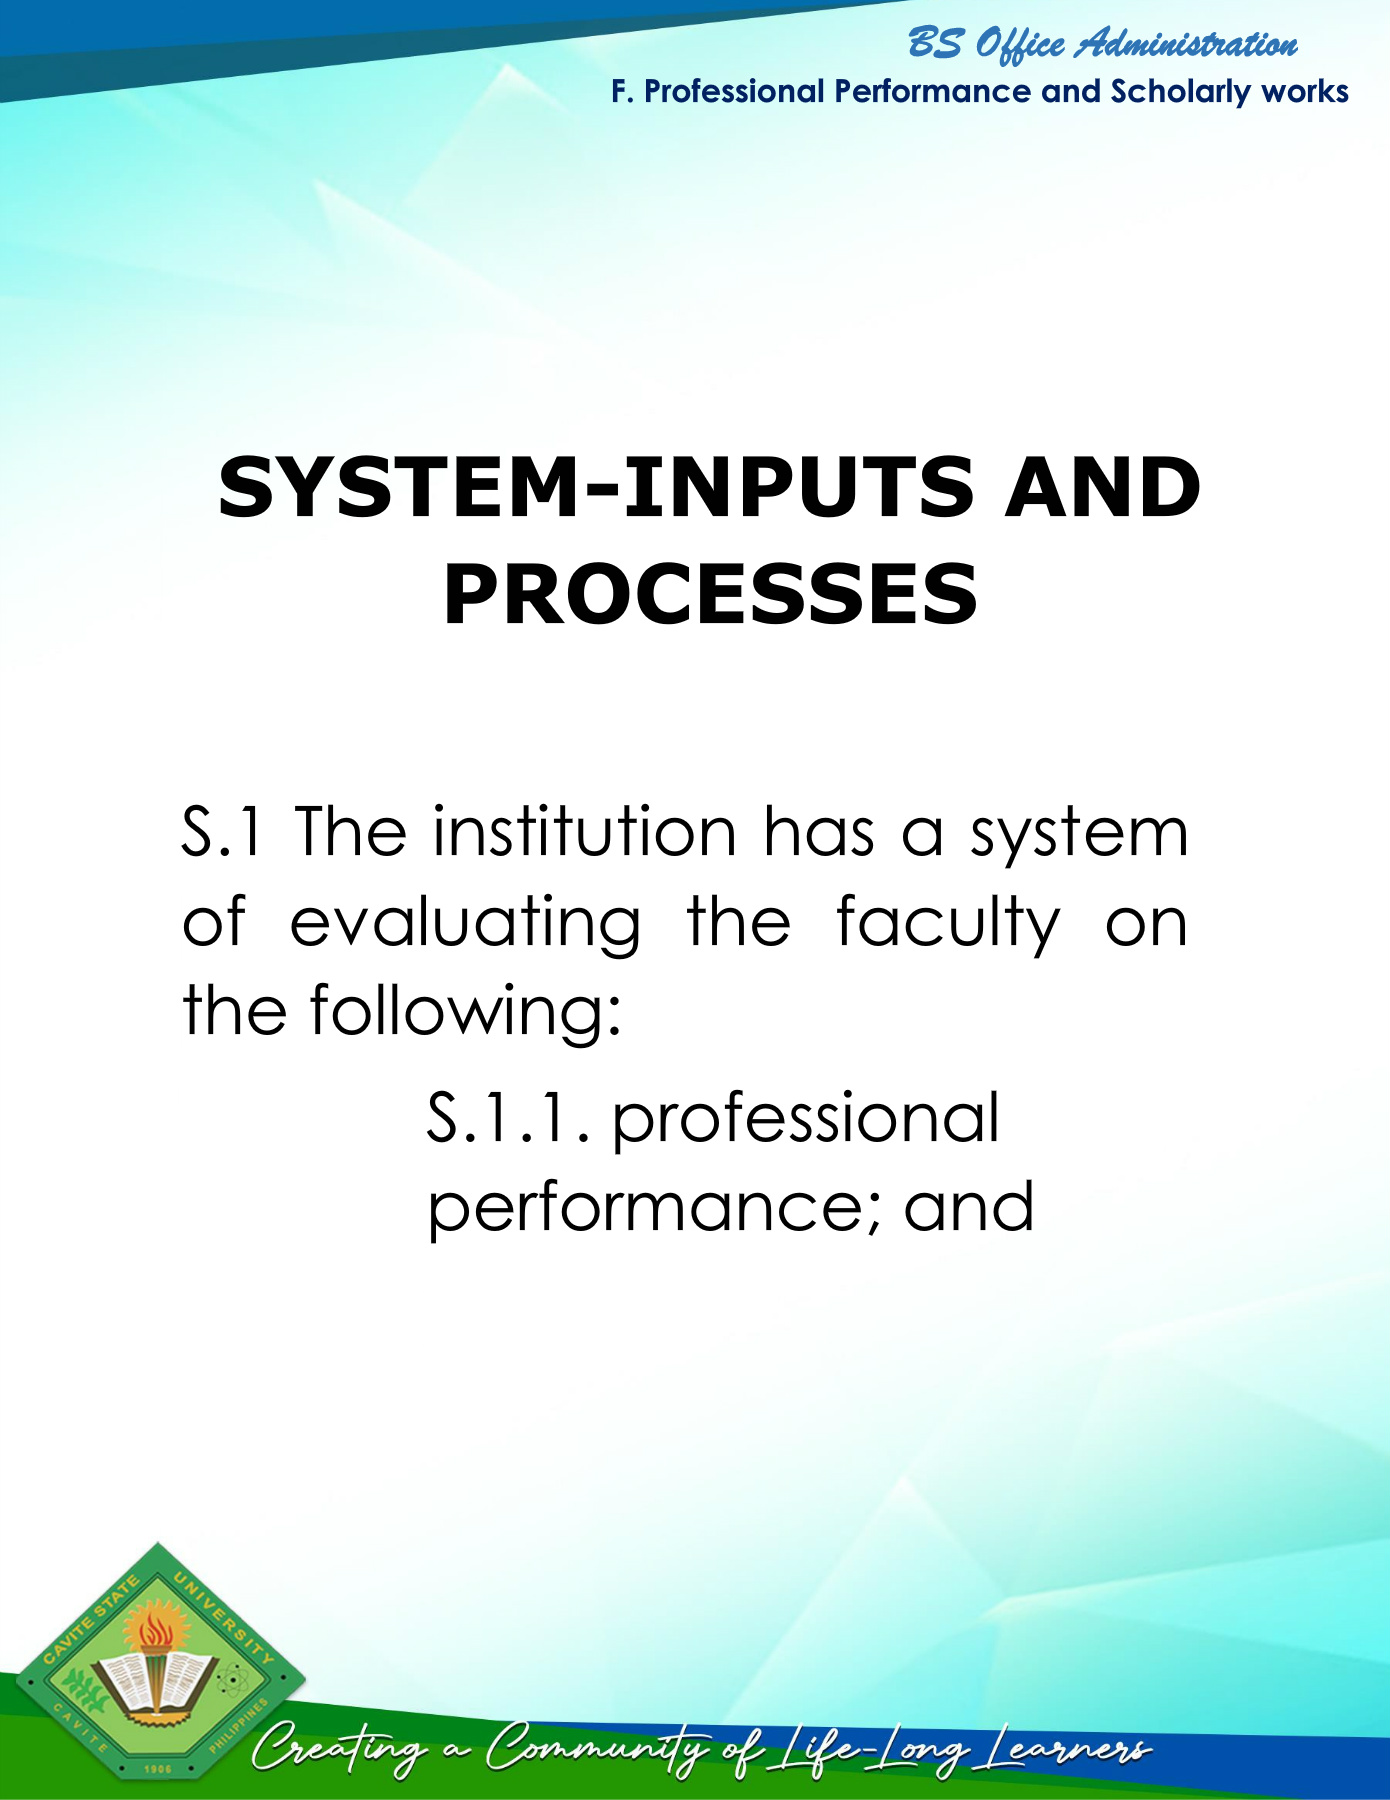 BS Office Administration
F. Professional Performance and Scholarly works
SYSTEM-INPUTS AND
PROCESSES
S.1 The institution has a system
of evaluating the faculty on
the following:
S.1.1. professional
performance; and
CAVITE STATE UNIVERSITY
CAVITE PHILIPPINES
1906
Creating a Community of Life-Long Learners